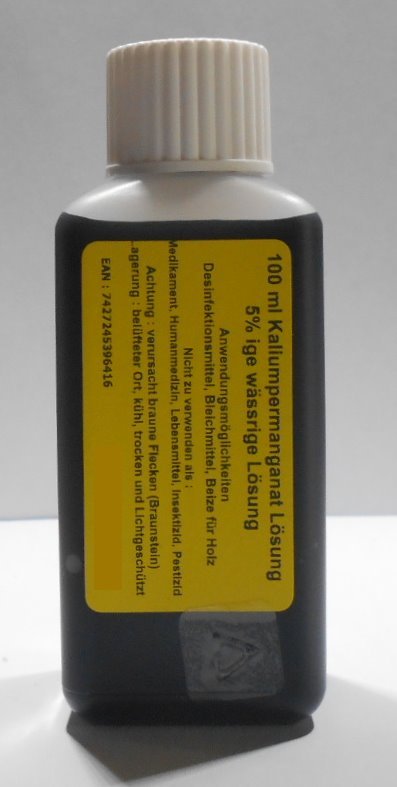 100 ml Kaliumpermanganat Lösung
5% ige wässrige Lösung
Anwendungsmöglichkeiten
Desinfektionsmittel, Bleichmittel, Beize für Holz
Nicht zu verwenden als :
Medikament, Humanmedizin, Lebensmittel, Insektizid, Pestizid
Achtung : verursacht braune Flecken (Braunstein)
Lagerung : belüfteter Ort, kühl, trocken und Lichtgeschützt
EAN : 7427245396416